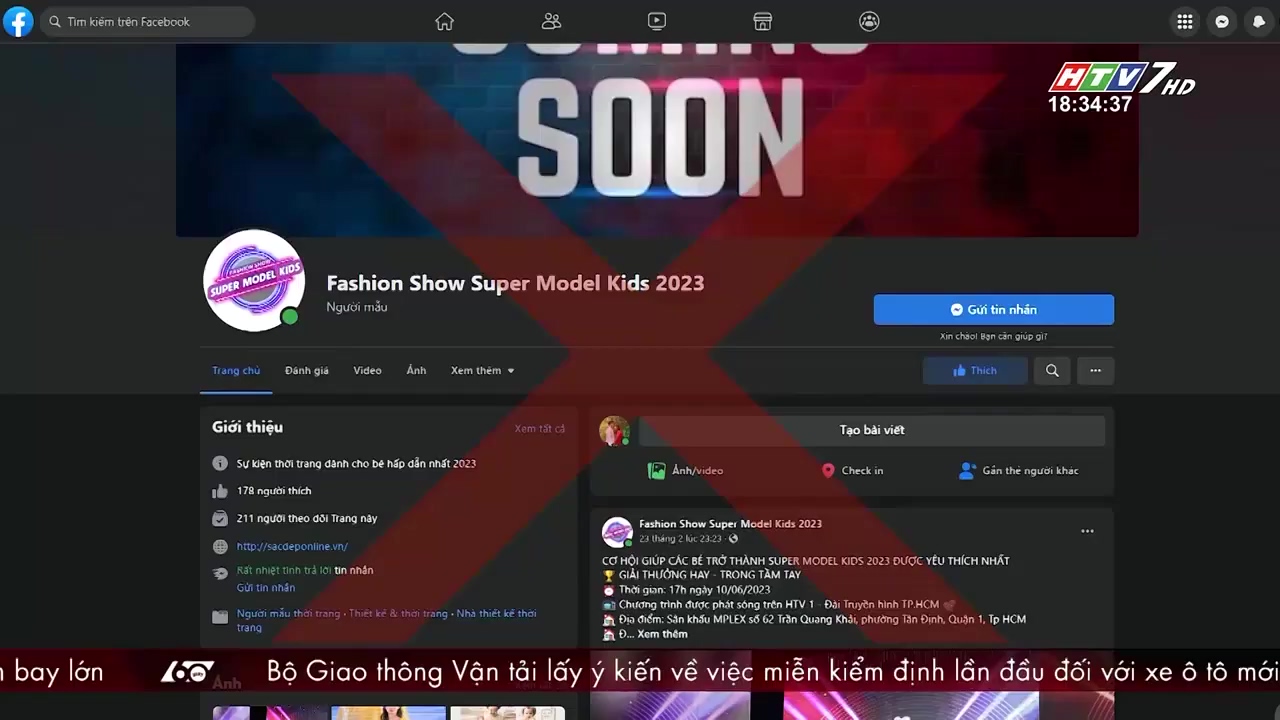 Tìm kiếm trên Facebook
COMING
SOON
HTV7 HD
18:34:37
SUPER MODEL KIDS
Fashion Show Super Model Kids 2023
Người mẫu
Gửi tin nhắn
Xin chào! Bạn cần giúp gì?
Trang chủ Đánh giá Video Ảnh Xem thêm
Thích
Giới thiệu
Xem tất cả
Sự kiện thời trang dành cho bé hấp dẫn nhất 2023
178 người thích
211 người theo dõi Trang này
http://sacdeponline.vn/
Rất nhiệt tình trả lời tin nhắn
Gửi tin nhắn
Người mẫu thời trang · Thiết kế & thời trang · Nhà thiết kế thời
trang
Ảnh
Tạo bài viết
Ảnh/video Check in Gắn thẻ người khác
Fashion Show Super Model Kids 2023
23 tháng 2 lúc 23:23 ·
CƠ HỘI GIÚP CÁC BÉ TRỞ THÀNH SUPER MODEL KIDS 2023 ĐƯỢC YÊU THÍCH NHẤT
GIẢI THƯỞNG HAY - TRONG TẦM TAY
Thời gian: 17h ngày 10/06/2023
Chương trình được phát sóng trên HTV 1 - Đài Truyền hình TP.HCM
Địa điểm: Sân khấu MPLEX số 62 Trần Quang Khải, phường Tân Định, Quận 1, Tp HCM
Đ... Xem thêm
bay lớn 60 giây Bộ Giao thông Vận tải lấy ý kiến về việc miễn kiểm định lần đầu đối với xe ô tô mới